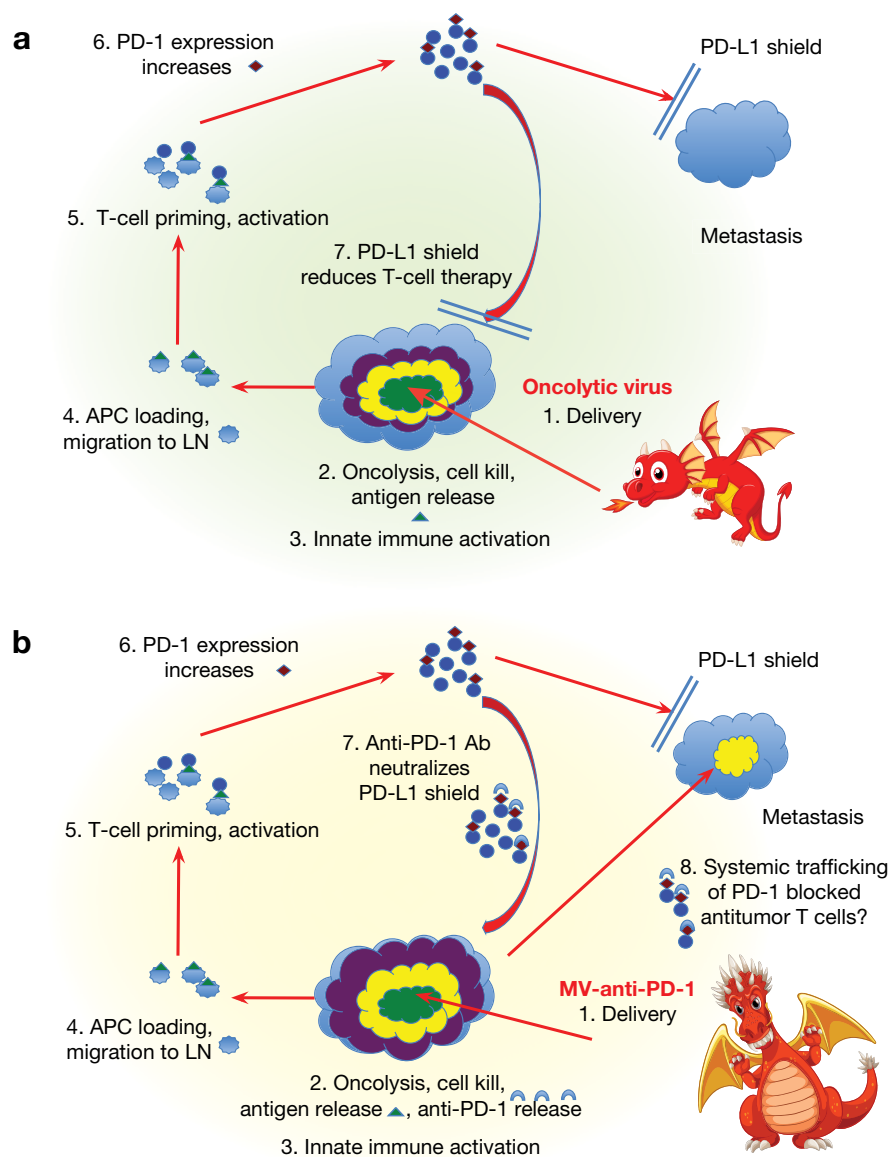 a
6. PD-1 expression
increases
PD-L1 shield
5. T-cell priming, activation
Metastasis
7. PD-L1 shield
reduces T-cell therapy
Oncolytic virus
1. Delivery
4. APC loading,
migration to LN
2. Oncolysis, cell kill,
antigen release
3. Innate immune activation
b
6. PD-1 expression
increases
PD-L1 shield
7. Anti-PD-1 Ab
neutralizes
PD-L1 shield
5. T-cell priming, activation
Metastasis
8. Systemic trafficking
of PD-1 blocked
antitumor T cells?
MV-anti-PD-1
1. Delivery
4. APC loading,
migration to LN
2. Oncolysis, cell kill,
antigen release , anti-PD-1 release
3. Innate immune activation